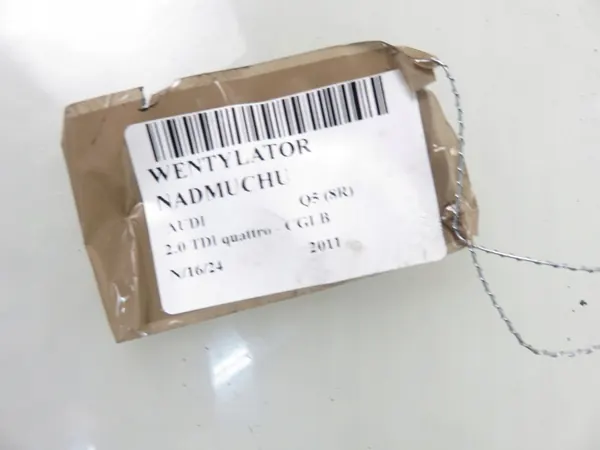 WENTYLATOR
NADMUCHU
AUDI Q5 (8R)
2.0 TDI quattro - CGLB
2011
N/16/24